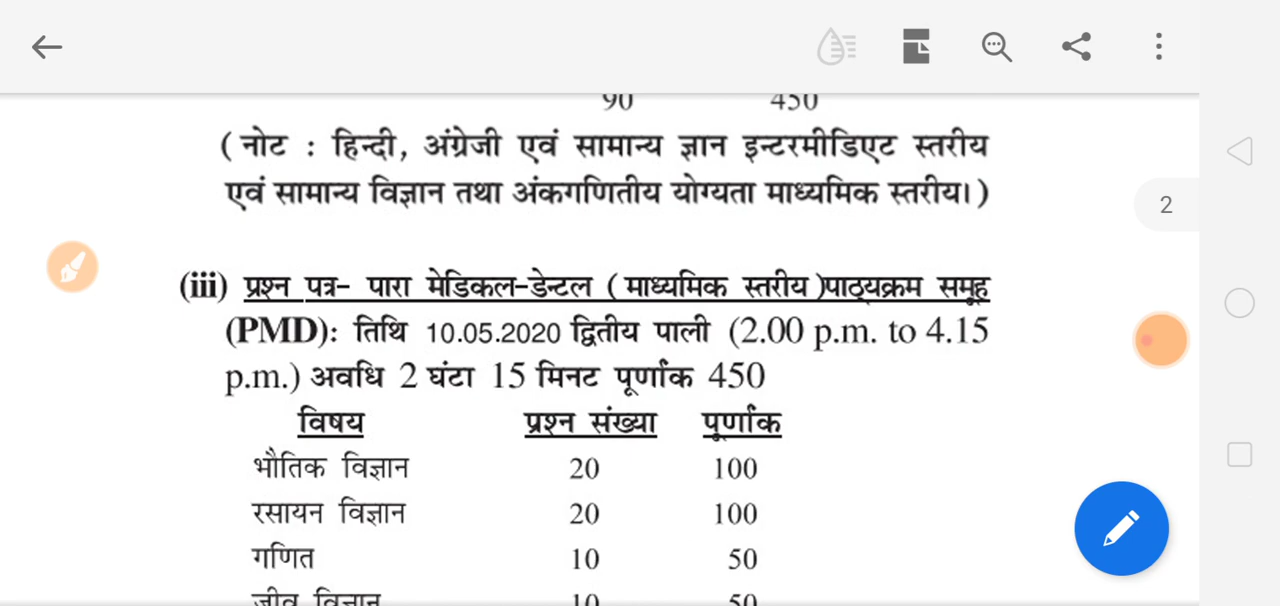 90 450
( नोट : हिन्दी, अंग्रेजी एवं सामान्य ज्ञान इन्टरमीडिएट स्तरीय
एवं सामान्य विज्ञान तथा अंकगणितीय योग्यता माध्यमिक स्तरीय। )
2
(iii) प्रश्न पत्र- पारा मेडिकल-डेन्टल ( माध्यमिक स्तरीय )पाठ्यक्रम समूह
(PMD): तिथि 10.05.2020 द्वितीय पाली (2.00 p.m. to 4.15
p.m.) अवधि 2 घंटा 15 मिनट पूर्णांक 450
विषय प्रश्न संख्या पूर्णांक
भौतिक विज्ञान 20 100
रसायन विज्ञान 20 100
गणित 10 50
जीव विज्ञान 10 50